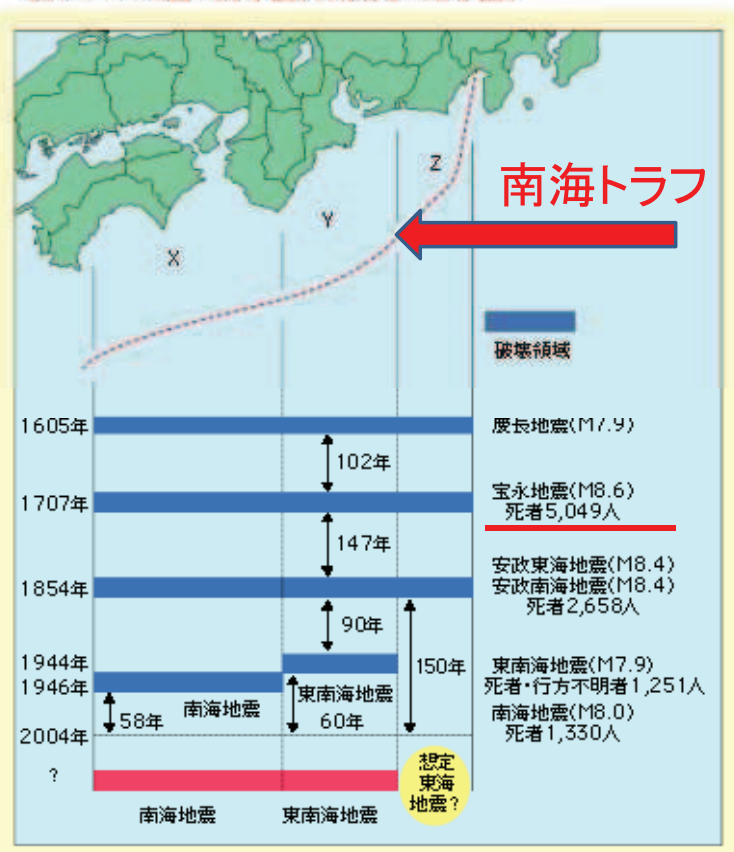 南海トラフ
Z
Y
X
破壊領域
1605年
慶長地震(M7.9)
102年
1707年
宝永地震(M8.6)
死者5,049人
147年
安政東海地震(M8.4)
1854年
安政南海地震(M8.4)
死者2,658人
90年
1944年
150年
東南海地震(M7.9)
1946年
死者・行方不明者1,251人
南海地震
東南海地震
南海地震(M8.0)
58年
60年
死者1,330人
2004年
?
想定
東海
地震?
南海地震
東南海地震